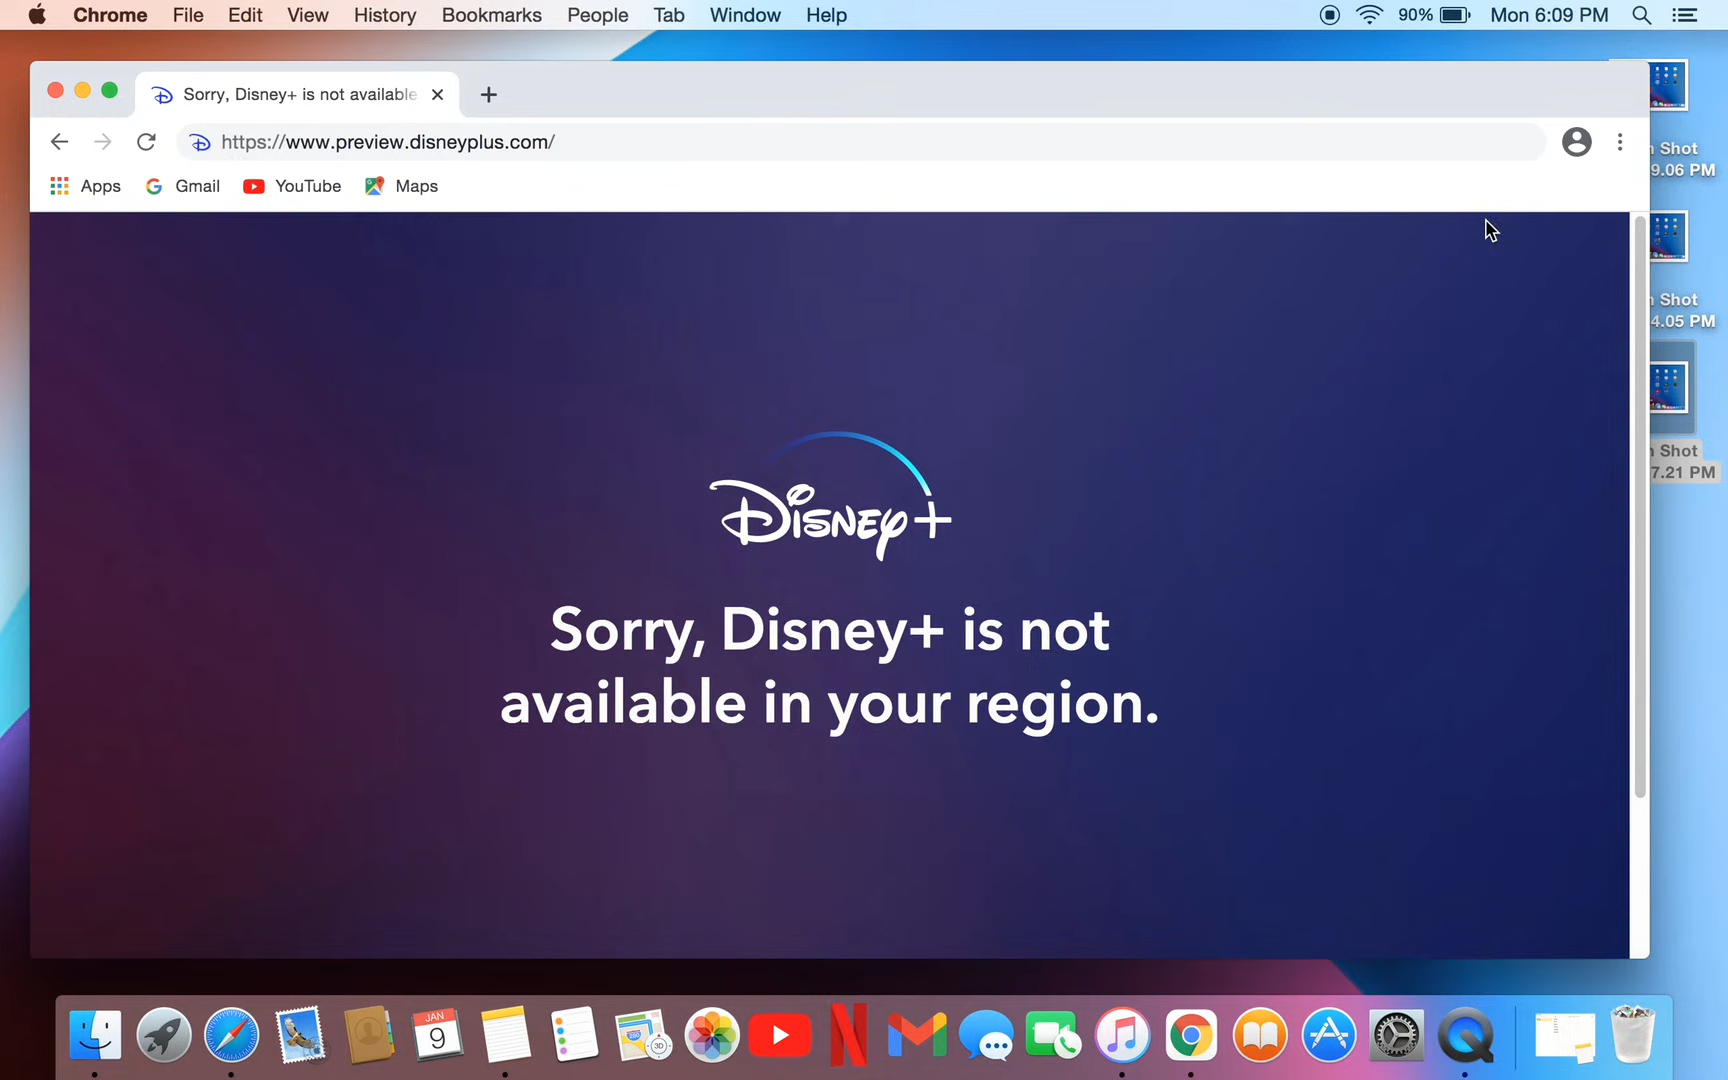 Chrome File Edit View History Bookmarks People Tab Window Help 90% Mon 6:09 PM
Sorry, Disney+ is not available
https://www.preview.disneyplus.com/
Apps Gmail YouTube Maps
Shot
9.06 PM
Shot
4.05 PM
Shot
7.21 PM
Disney+
Sorry, Disney+ is not
available in your region.
JAN
9
3D